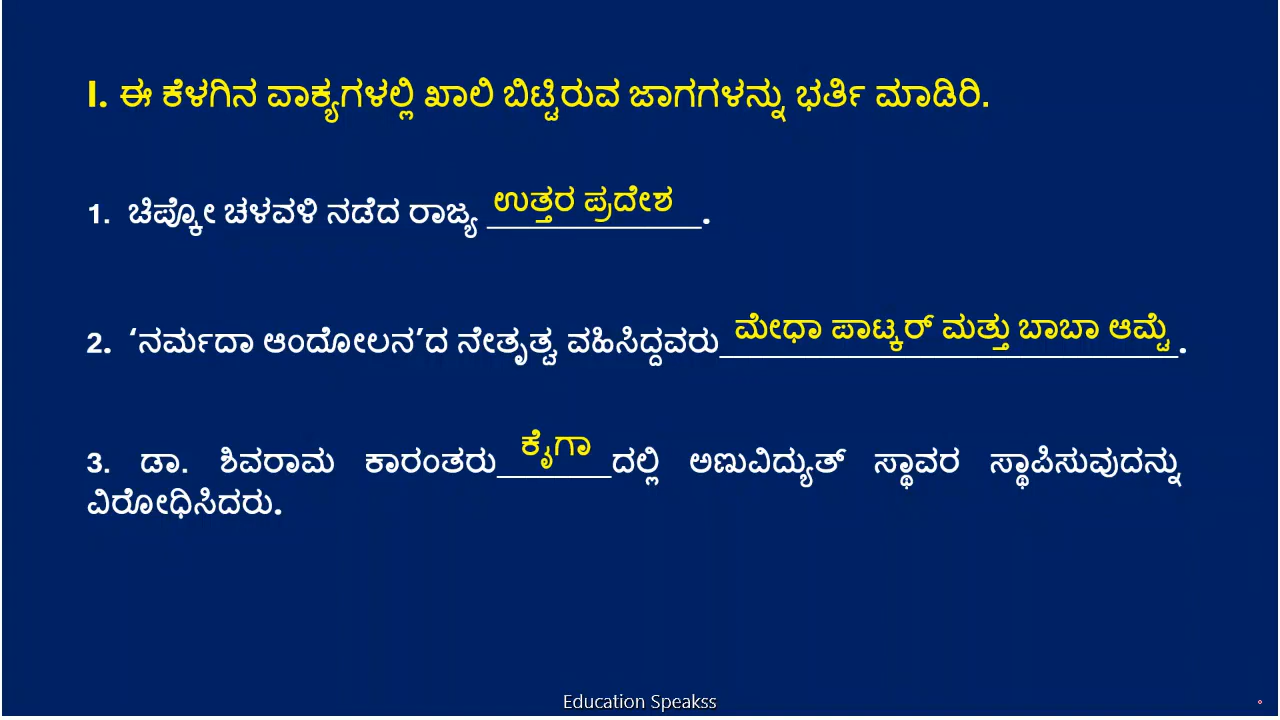 I. ಈ ಕೆಳಗಿನ ವಾಕ್ಯಗಳಲ್ಲಿ ಖಾಲಿ ಬಿಟ್ಟಿರುವ ಜಾಗಗಳನ್ನು ಭರ್ತಿ ಮಾಡಿರಿ.
1. ಚಿಪ್ಕೋ ಚಳವಳಿ ನಡೆದ ರಾಜ್ಯ ಉತ್ತರ ಪ್ರದೇಶ.
2. ‘ನರ್ಮದಾ ಆಂದೋಲನ’ದ ನೇತೃತ್ವ ವಹಿಸಿದ್ದವರು ಮೇಧಾ ಪಾಟ್ಕರ್ ಮತ್ತು ಬಾಬಾ ಆಮ್ಟೆ.
3. ಡಾ. ಶಿವರಾಮ ಕಾರಂತರು ಕೈಗಾ ದಲ್ಲಿ ಅಣುವಿದ್ಯುತ್ ಸ್ಥಾವರ ಸ್ಥಾಪಿಸುವುದನ್ನು
ವಿರೋಧಿಸಿದರು.
Education Speakss